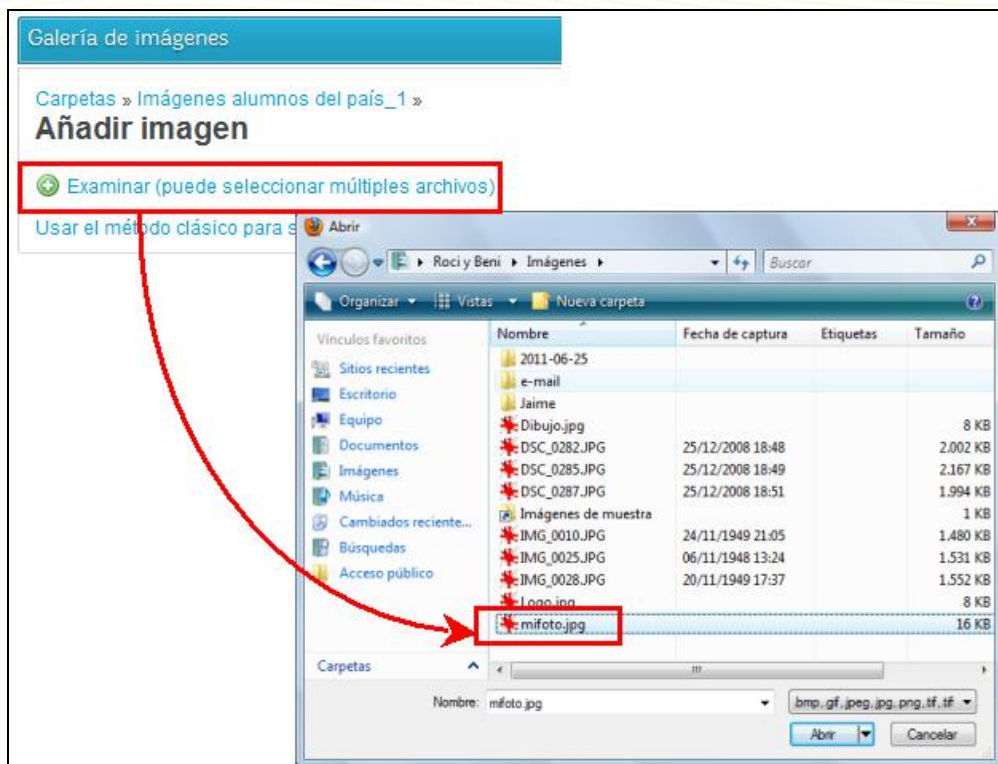 Galería de imágenes
Carpetas » Imágenes alumnos del país_1 »
Añadir imagen
Examinar (puede seleccionar múltiples archivos)
Usar el método clásico para s
Abrir
Roci y Beni Imágenes
Buscar
Organizar Vistas Nueva carpeta
Vínculos favoritos
Sitios recientes
Escritorio
Equipo
Documentos
Imágenes
Música
Cambiados reciente...
Búsquedas
Acceso público
Carpetas
Nombre Fecha de captura Etiquetas Tamaño
2011-06-25
e-mail
Jaime
Dibujo.jpg 8 KB
DSC_0282.JPG 25/12/2008 18:48 2.002 KB
DSC_0285.JPG 25/12/2008 18:49 2.167 KB
DSC_0287.JPG 25/12/2008 18:51 1.994 KB
Imágenes de muestra 1 KB
IMG_0010.JPG 24/11/1949 21:05 1.480 KB
IMG_0025.JPG 06/11/1948 13:24 1.531 KB
IMG_0028.JPG 20/11/1949 17:37 1.552 KB
Logo.jpg 8 KB
mifoto.jpg 16 KB
Nombre: mifoto.jpg bmp,.gf,.jpeg,.jpg,.png,.tif,.tif
Abrir Cancelar